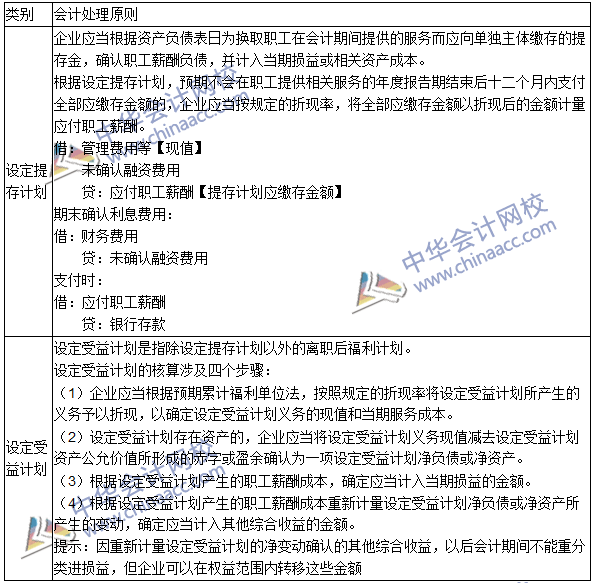 类别
会计处理原则
设定提
存计划
企业应当根据资产负债表日为换取职工在会计期间提供的服务而应向单独主体缴存的提
存金，确认职工薪酬负债，并计入当期损益或相关资产成本。
根据设定提存计划，预期不会在职工提供相关服务的年度报告期结束后十二个月内支付
全部应缴存金额的，企业应当按规定的折现率，将全部应缴存金额以折现后的金额计量
应付职工薪酬。
借：管理费用等【现值】
未确认融资费用
贷：应付职工薪酬【提存计划应缴存金额】
期末确认利息费用：
借：财务费用
贷：未确认融资费用
支付时：
借：应付职工薪酬
贷：银行存款
设定受
益计划
设定受益计划是指除设定提存计划以外的离职后福利计划。
设定受益计划的核算涉及四个步骤：
（1）企业应当根据预期累计福利单位法，按照规定的折现率将设定受益计划所产生的
义务予以折现，以确定设定受益计划义务的现值和当期服务成本。
（2）设定受益计划存在资产的，企业应当将设定受益计划义务现值减去设定受益计划
资产公允价值所形成的赤字或盈余确认为一项设定受益计划净负债或净资产。
（3）根据设定受益计划产生的职工薪酬成本，确定应当计入当期损益的金额。
（4）根据设定受益计划产生的职工薪酬成本重新计量设定受益计划净负债或净资产所
产生的变动，确定应当计入其他综合收益的金额。
提示：因重新计量设定受益计划的净变动确认的其他综合收益，以后会计期间不能重分
类进损益，但企业可以在权益范围内转移这些金额
中华会计网校
www.chinaacc.com
中华会计网校
www.chinaacc.com
中华会计网校
www.chinaacc.com